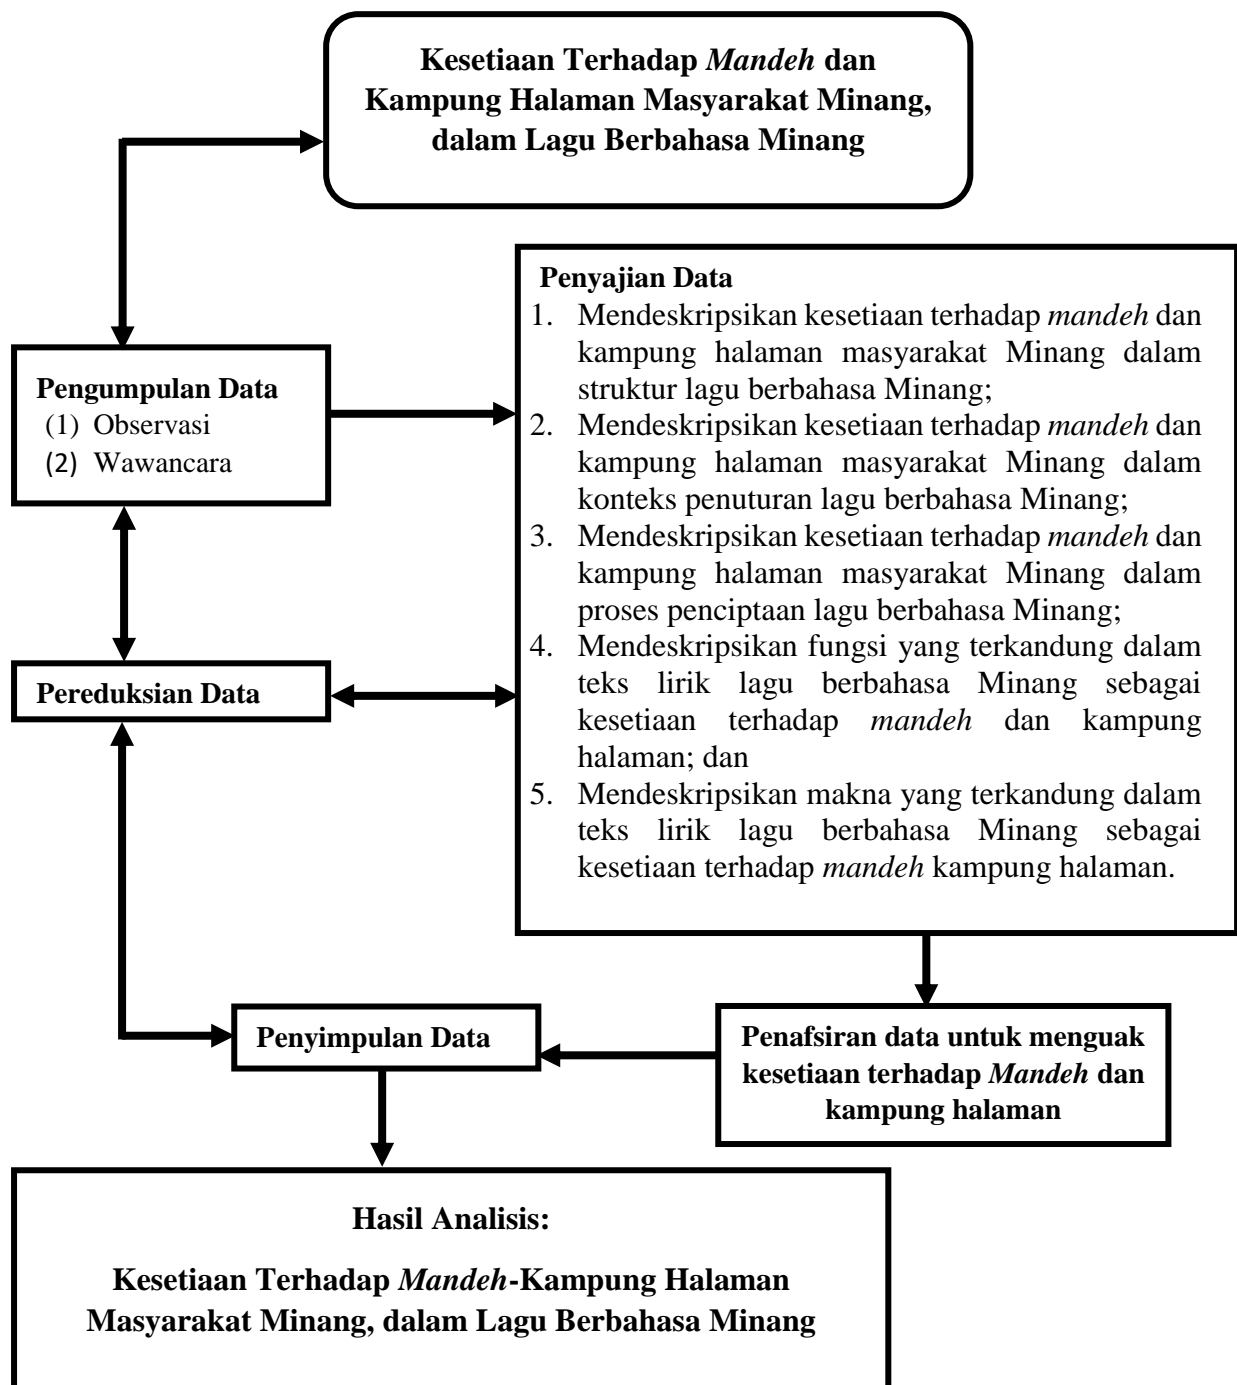 Kesetiaan Terhadap Mandeh dan
Kampung Halaman Masyarakat Minang,
dalam Lagu Berbahasa Minang
Penyajian Data
1. Mendeskripsikan kesetiaan terhadap mandeh dan
kampung halaman masyarakat Minang dalam
struktur lagu berbahasa Minang;
2. Mendeskripsikan kesetiaan terhadap mandeh dan
kampung halaman masyarakat Minang dalam
konteks penuturan lagu berbahasa Minang;
3. Mendeskripsikan kesetiaan terhadap mandeh dan
kampung halaman masyarakat Minang dalam
proses penciptaan lagu berbahasa Minang;
4. Mendeskripsikan fungsi yang terkandung dalam
teks lirik lagu berbahasa Minang sebagai
kesetiaan terhadap mandeh dan kampung
halaman; dan
5. Mendeskripsikan makna yang terkandung dalam
teks lirik lagu berbahasa Minang sebagai
kesetiaan terhadap mandeh kampung halaman.
Pengumpulan Data
(1) Observasi
(2) Wawancara
Pereduksian Data
Penyimpulan Data
Penafsiran data untuk menguak
kesetiaan terhadap Mandeh dan
kampung halaman
Hasil Analisis:
Kesetiaan Terhadap Mandeh-Kampung Halaman
Masyarakat Minang, dalam Lagu Berbahasa Minang